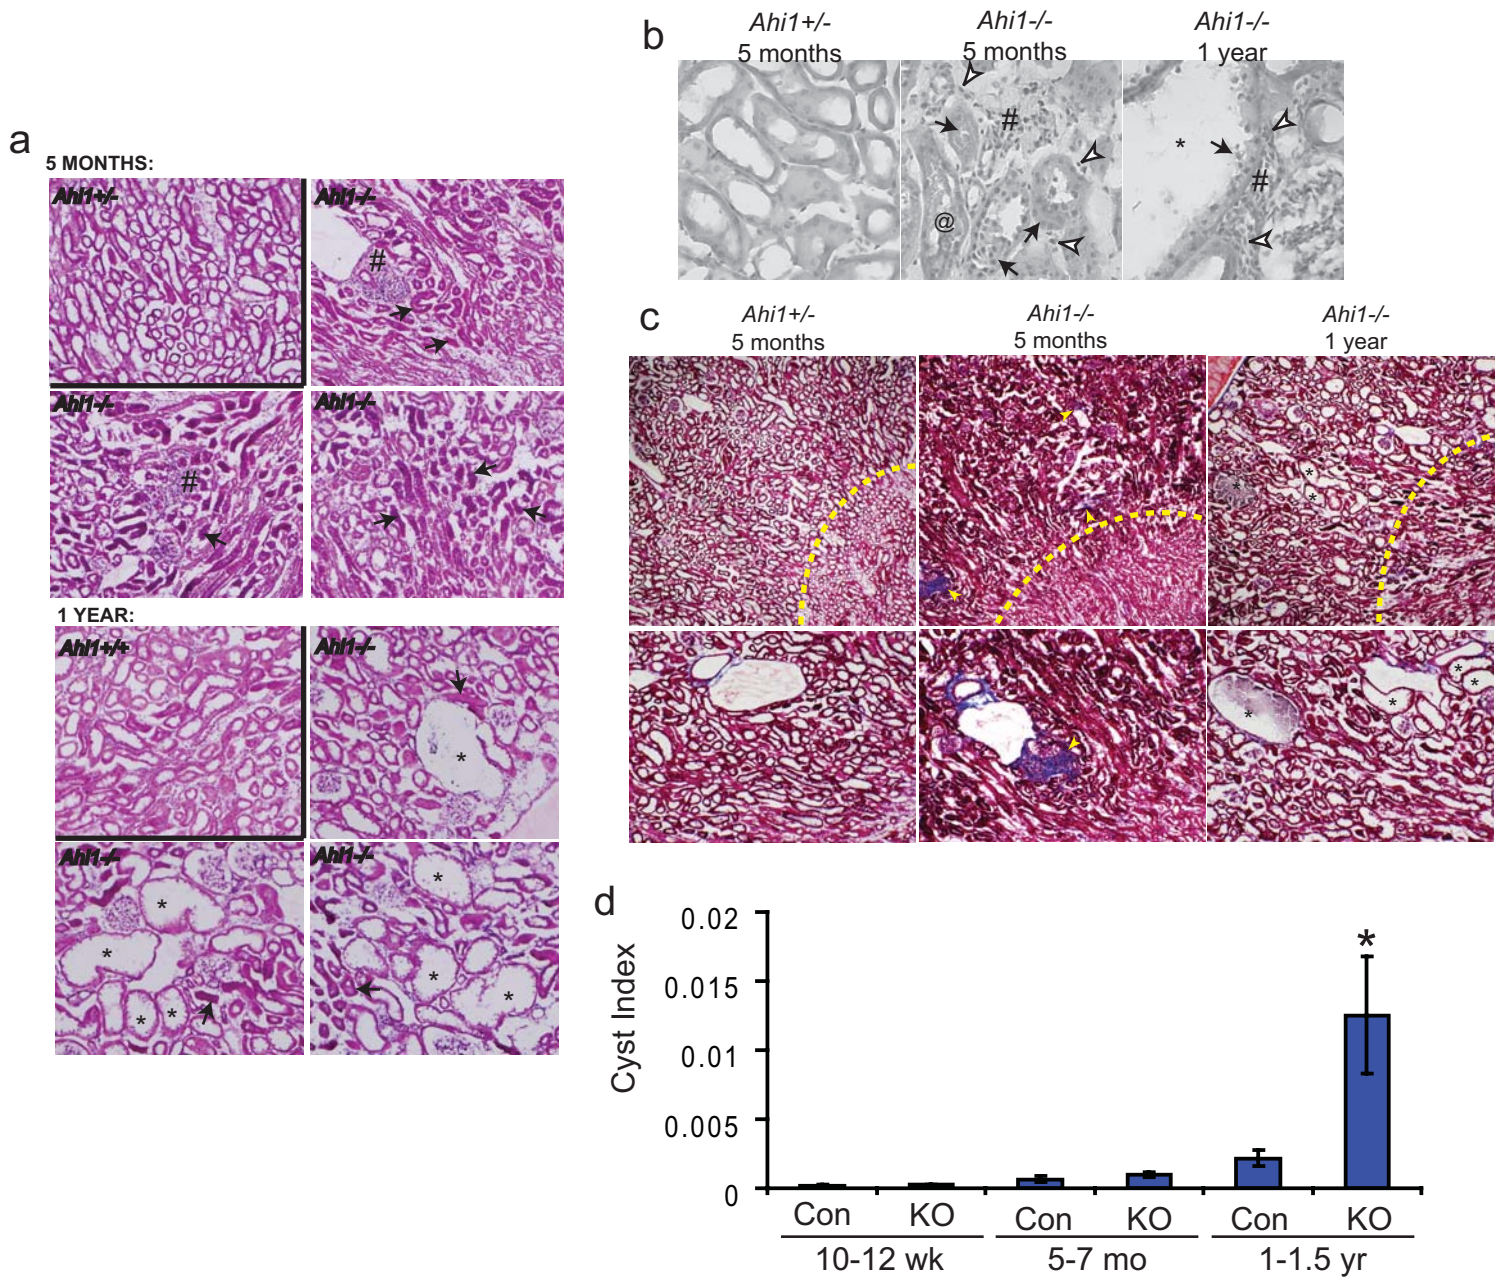 a
5 MONTHS:
Ahi1+/-
Ahi1-/-
#
Ahi1-/-
#
Ahi1-/-
1 YEAR:
Ahi1+/+
Ahi1-/-
*
Ahi1-/-
*
*
*
*
Ahi1-/-
*
*
*
b
Ahi1+/-
5 months
Ahi1-/-
5 months
#
@
Ahi1-/-
1 year
*
#
c
Ahi1+/-
5 months
Ahi1-/-
5 months
Ahi1-/-
1 year
*
*
*
*
*
*
*
d
Cyst Index
0.02
0.015
0.01
0.005
0
*
Con KO Con KO Con KO
10-12 wk 5-7 mo 1-1.5 yr